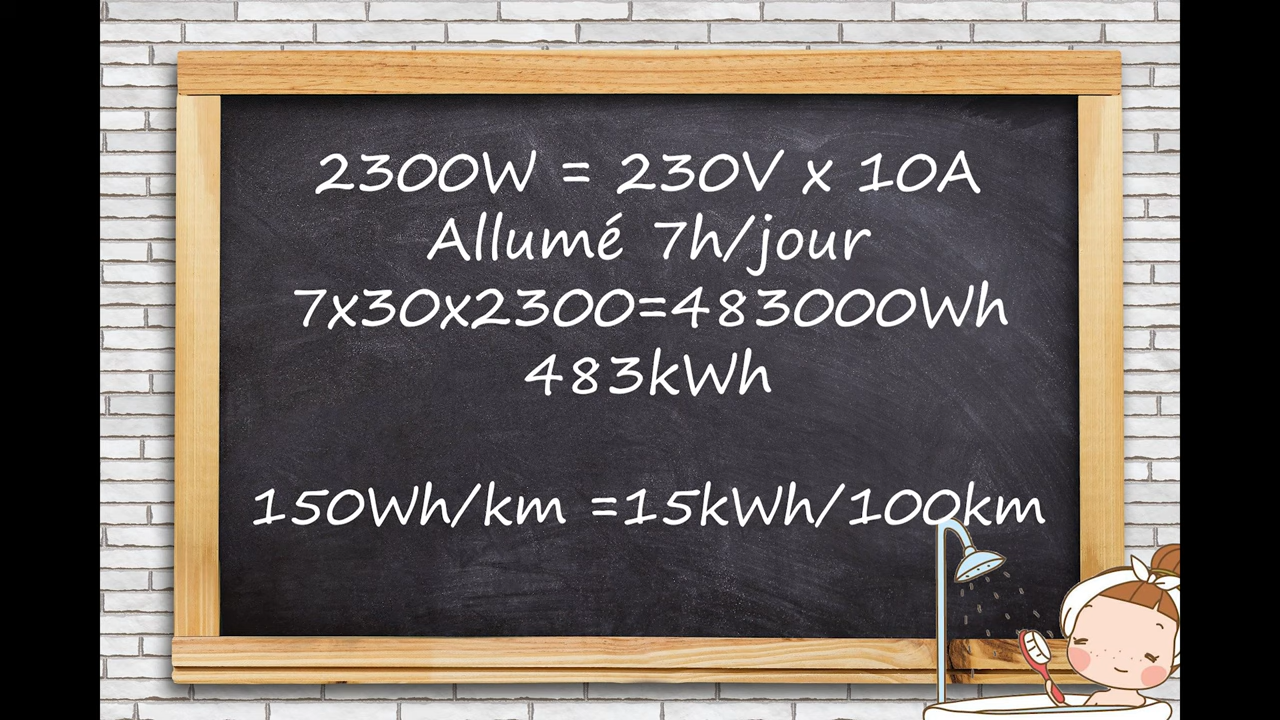 2300W = 230V x 10A
Allumé 7h/jour
7x30x2300=483000Wh
483kWh
150Wh/km =15kWh/100km